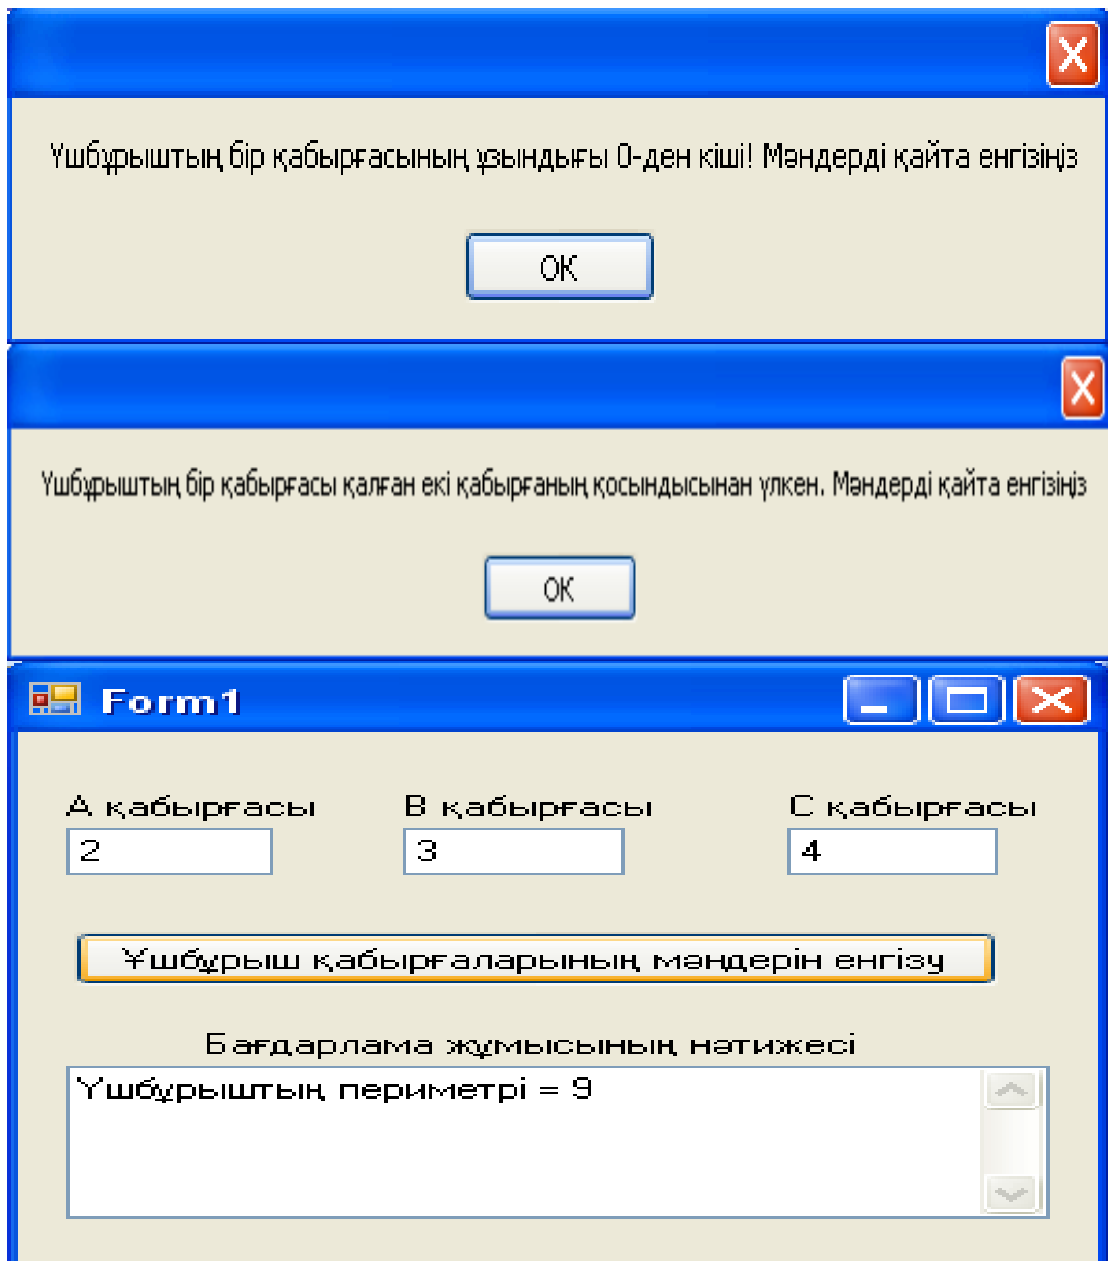 Үшбұрыштың бір қабырғасының ұзындығы 0-ден кіші! Мәндерді қайта енгізіңіз
OK
Үшбұрыштың бір қабырғасы қалған екі қабырғаның қосындысынан үлкен. Мәндерді қайта енгізіңіз
OK
Form1
А қабырғасы В қабырғасы С қабырғасы
2 3 4
Ұшбұрыш қабырғаларының мәндерін енгізу
Бағдарлама жұмысының нәтижесі
Үшбұрыштың периметрі = 9